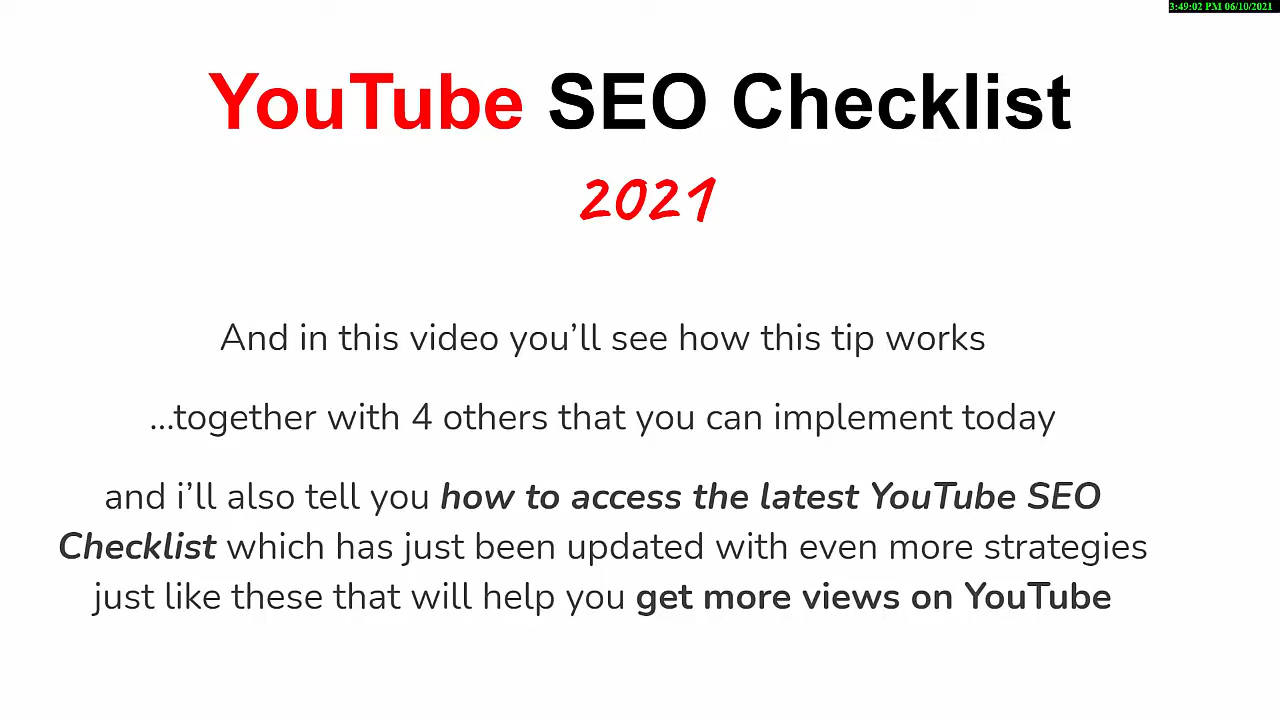 3:49:02 PM 06/10/2021
YouTube SEO Checklist
2021
And in this video you’ll see how this tip works
...together with 4 others that you can implement today
and i’ll also tell you how to access the latest YouTube SEO
Checklist which has just been updated with even more strategies
just like these that will help you get more views on YouTube